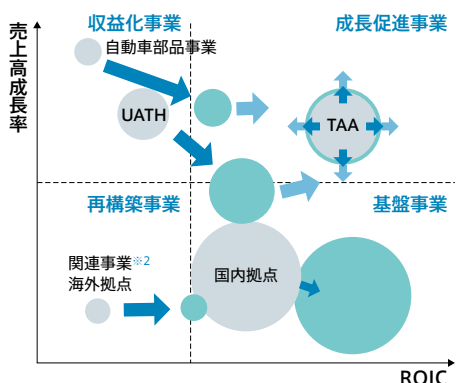 売上高成長率
収益化事業
成長促進事業
自動車部品事業
UATH
TAA
再構築事業
基盤事業
関連事業※2
海外拠点
国内拠点
ROIC